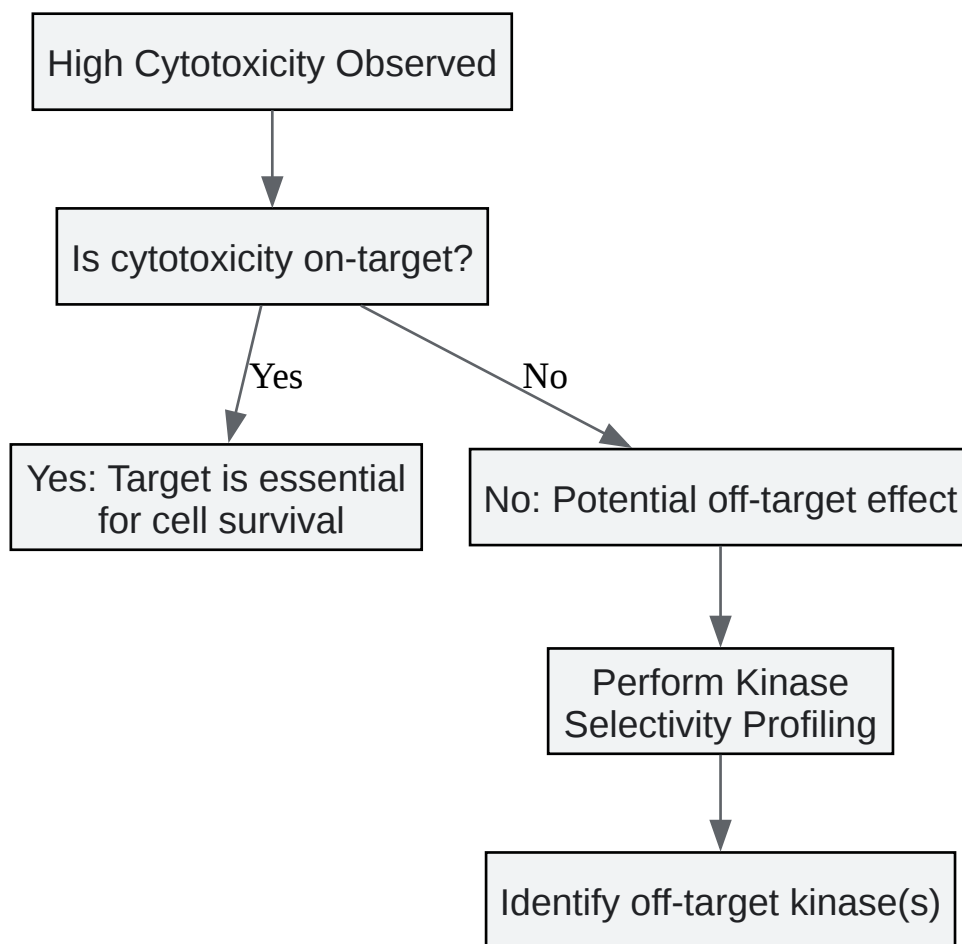 High Cytotoxicity Observed
Is cytotoxicity on-target?
Yes
No
Yes: Target is essential
for cell survival
No: Potential off-target effect
Perform Kinase
Selectivity Profiling
Identify off-target kinase(s)